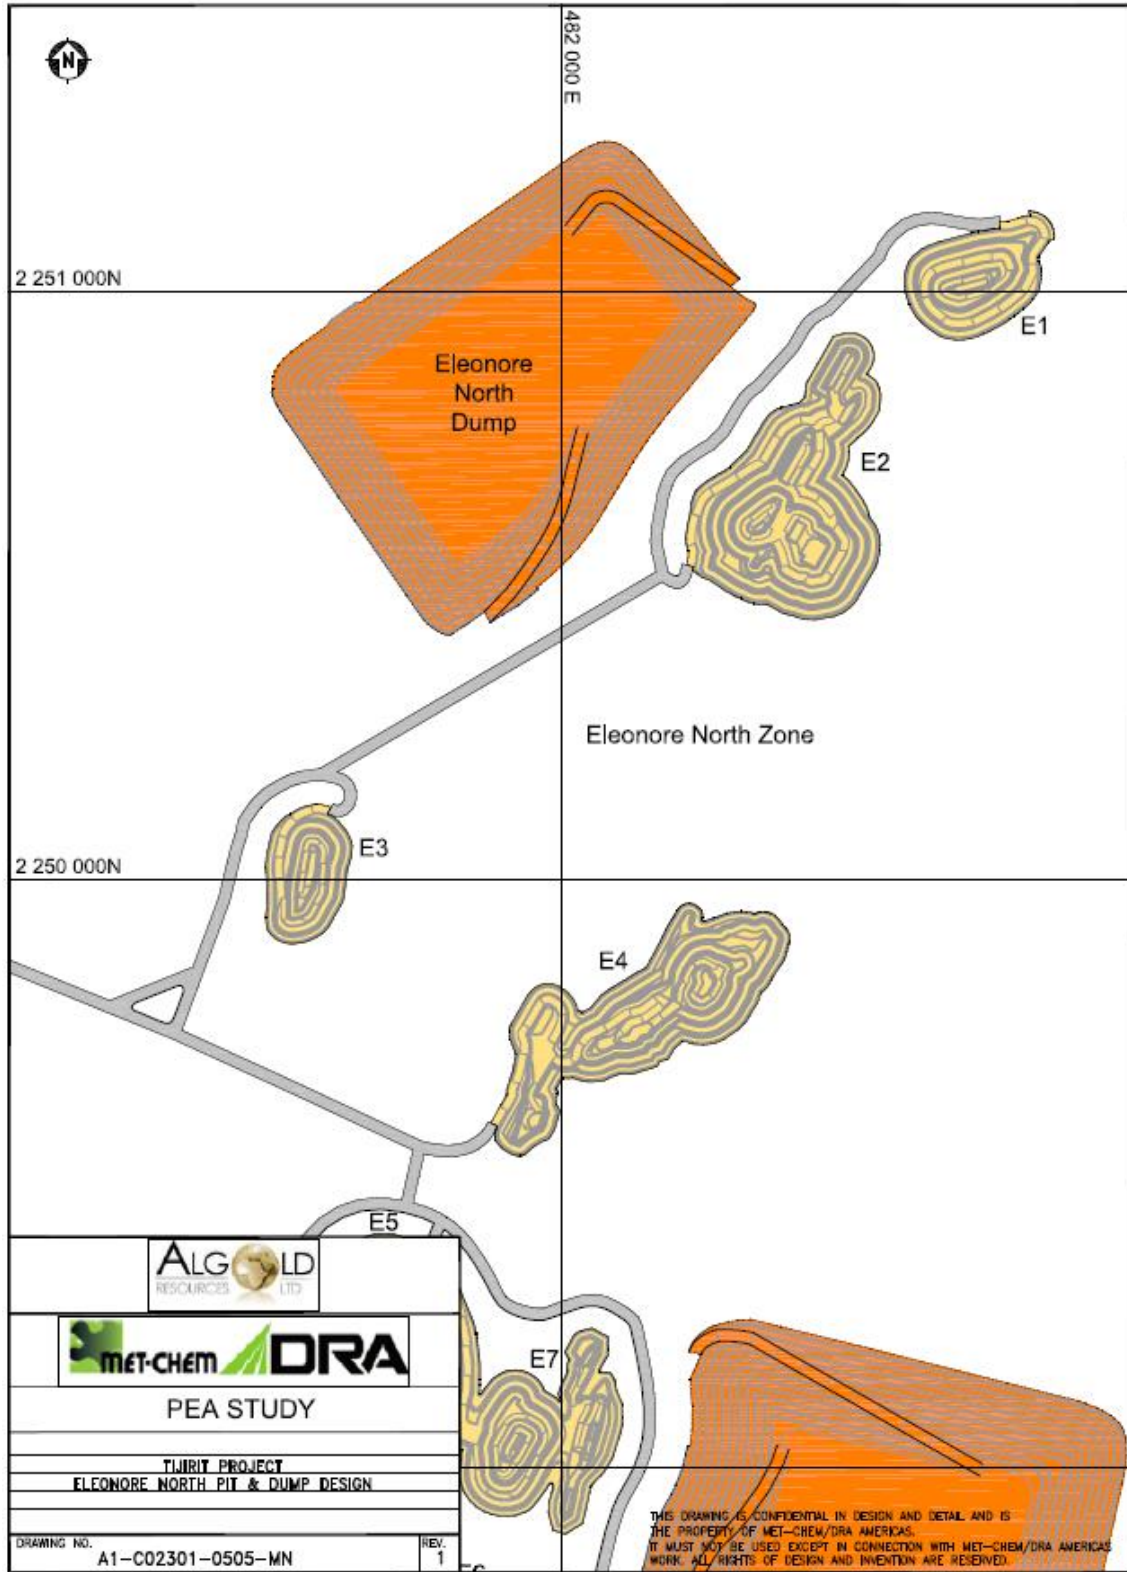 N
482 000 E
2 251 000N
E1
Eleonore
North
Dump
E2
Eleonore North Zone
E3
2 250 000N
E4
E5
ALGOLD
RESOURCES LTD
MET-CHEM DRA
E7
PEA STUDY
TIJIRIT PROJECT
ELEONORE NORTH PIT & DUMP DESIGN
THIS DRAWING IS CONFIDENTIAL IN DESIGN AND DETAIL AND IS
THE PROPERTY OF MET-CHEM/DRA AMERICAS.
IT MUST NOT BE USED EXCEPT IN CONNECTION WITH MET-CHEM/DRA AMERICAS
WORK. ALL RIGHTS OF DESIGN AND INVENTION ARE RESERVED.
DRAWING NO.
A1-C02301-0505-MN
REV.
1